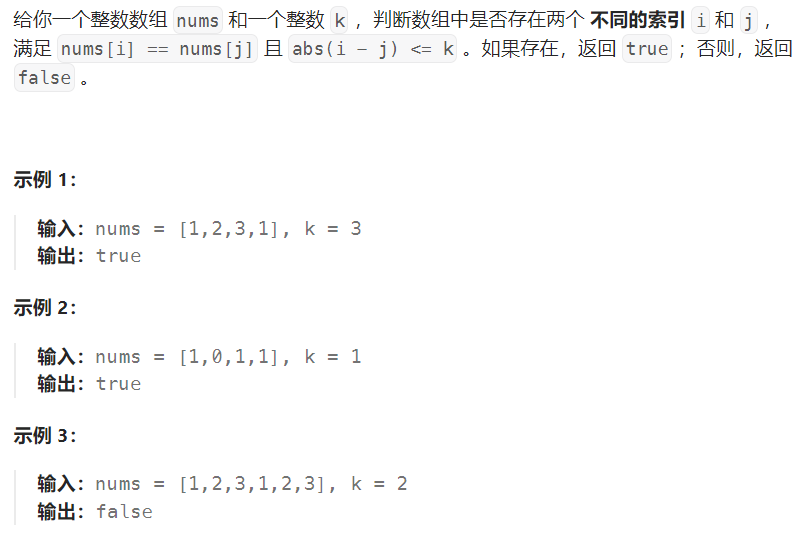 给你一个整数数组 nums 和一个整数 k ，判断数组中是否存在两个 不同的索引 i 和 j ，
满足 nums[i] == nums[j] 且 abs(i - j) <= k 。如果存在，返回 true ；否则，返回
false 。
示例 1：
输入：nums = [1,2,3,1], k = 3
输出：true
示例 2：
输入：nums = [1,0,1,1], k = 1
输出：true
示例 3：
输入：nums = [1,2,3,1,2,3], k = 2
输出：false